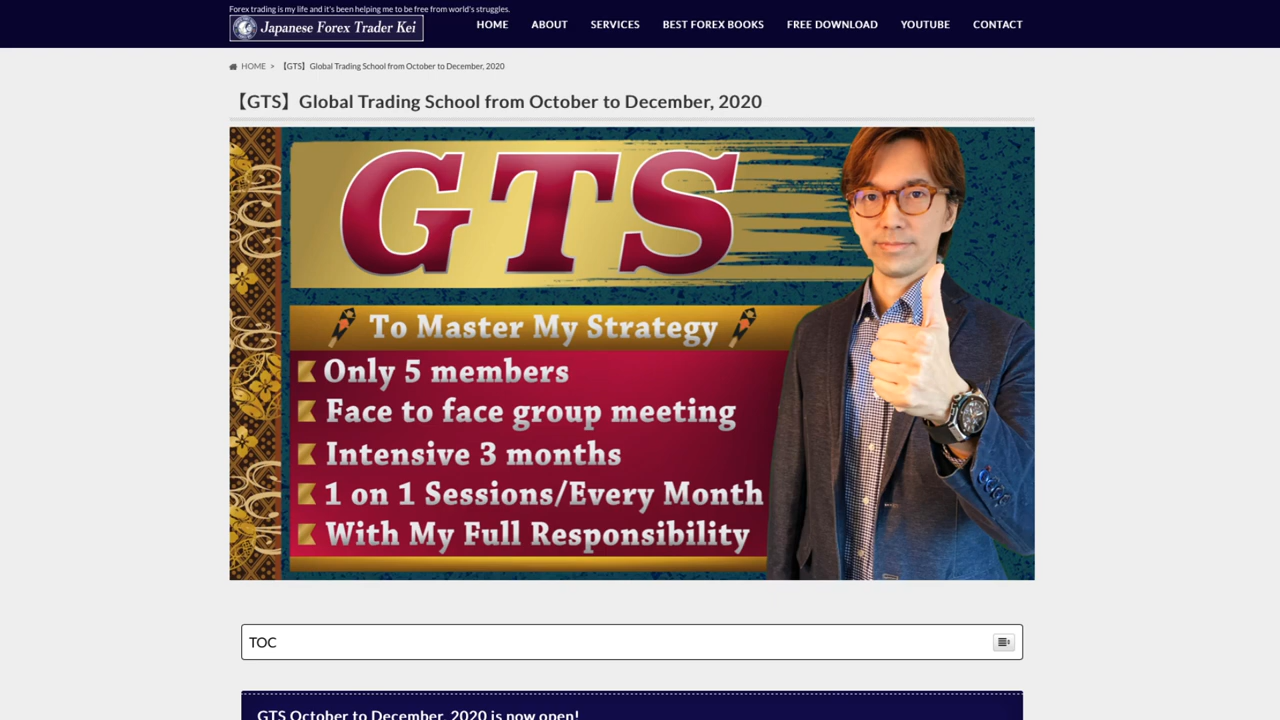 Forex trading is my life and it's been helping me to be free from world's struggles.
Japanese Forex Trader Kei
HOME
ABOUT
SERVICES
BEST FOREX BOOKS
FREE DOWNLOAD
YOUTUBE
CONTACT
HOME > 【GTS】Global Trading School from October to December, 2020
【GTS】Global Trading School from October to December, 2020
GTS
To Master My Strategy
Only 5 members
Face to face group meeting
Intensive 3 months
1 on 1 Sessions/Every Month
With My Full Responsibility
TOC
GTS October to December, 2020 is now open!